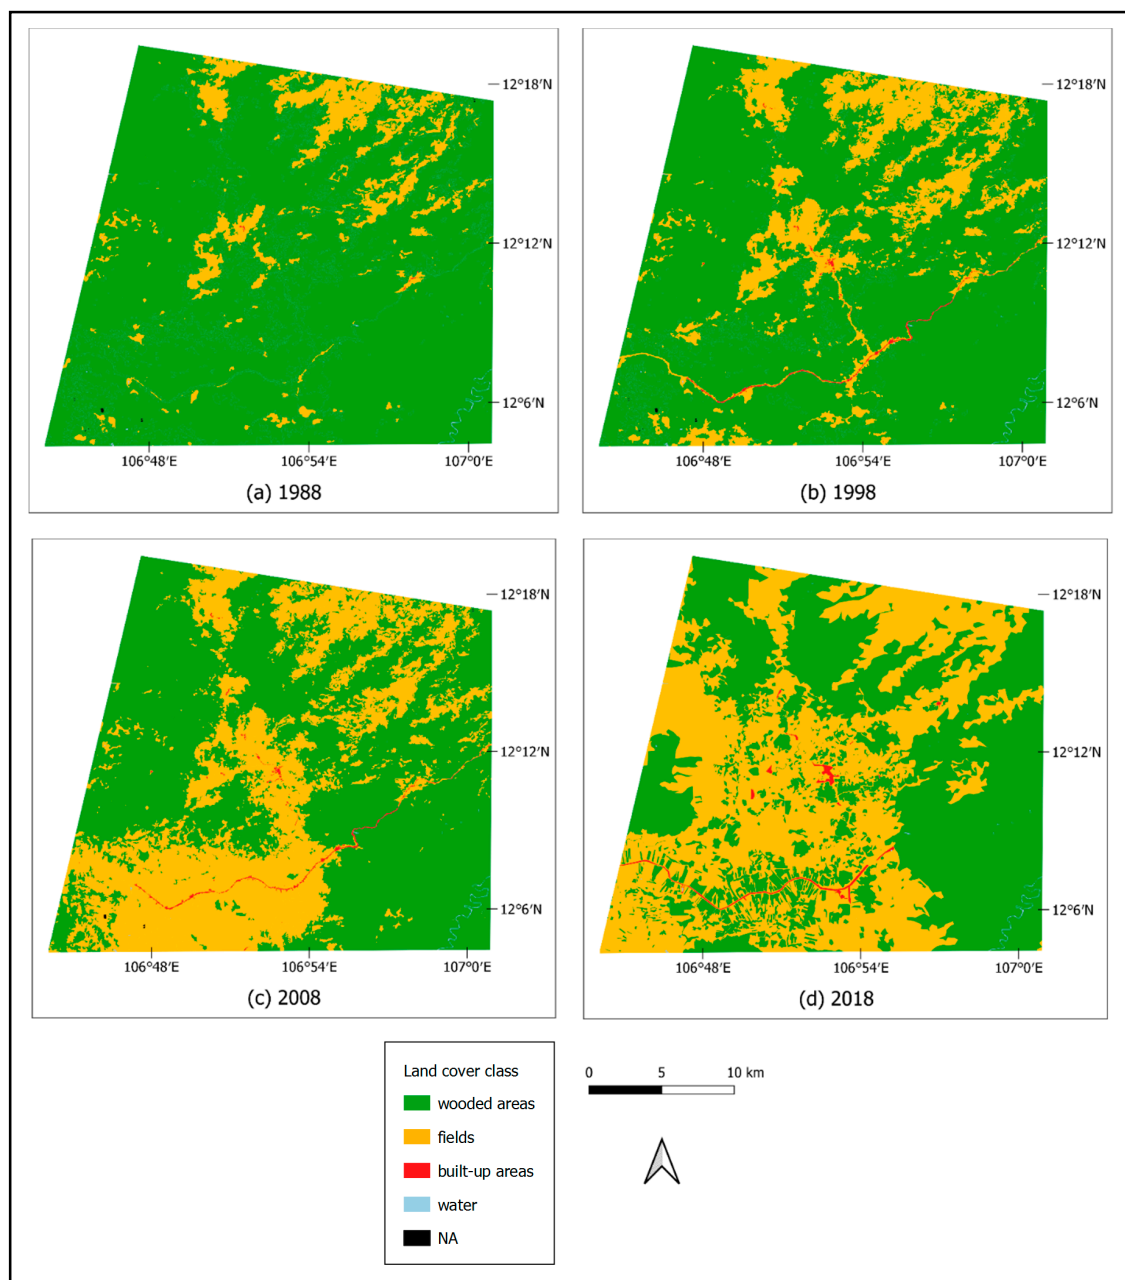 12°18′N
12°12′N
12°6′N
106°48′E 106°54′E 107°0′E
(a) 1988
12°18′N
12°12′N
12°6′N
106°48′E 106°54′E 107°0′E
(b) 1998
12°18′N
12°12′N
12°6′N
106°48′E 106°54′E 107°0′E
(c) 2008
12°18′N
12°12′N
12°6′N
106°48′E 106°54′E 107°0′E
(d) 2018
Land cover class
wooded areas
fields
built-up areas
water
NA
0 5 10 km